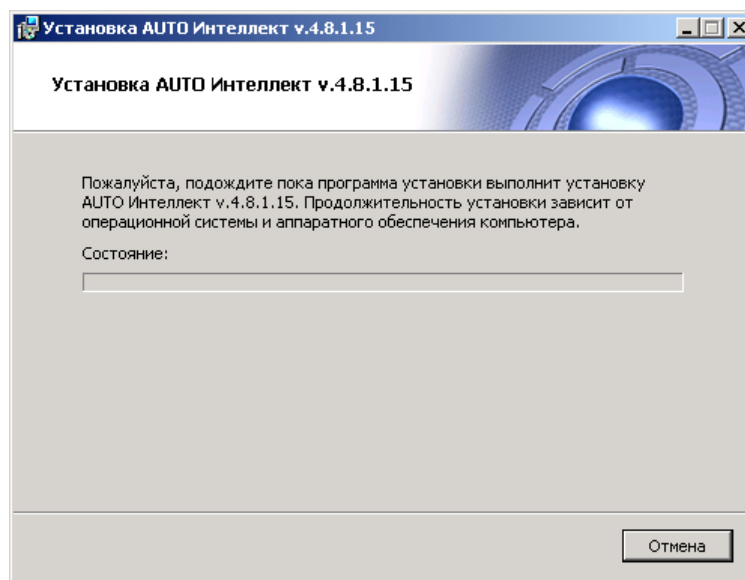 Установка AUTO Интеллект v.4.8.1.15
Установка AUTO Интеллект v.4.8.1.15
Пожалуйста, подождите пока программа установки выполнит установку
AUTO Интеллект v.4.8.1.15. Продолжительность установки зависит от
операционной системы и аппаратного обеспечения компьютера.
Состояние:
Отмена